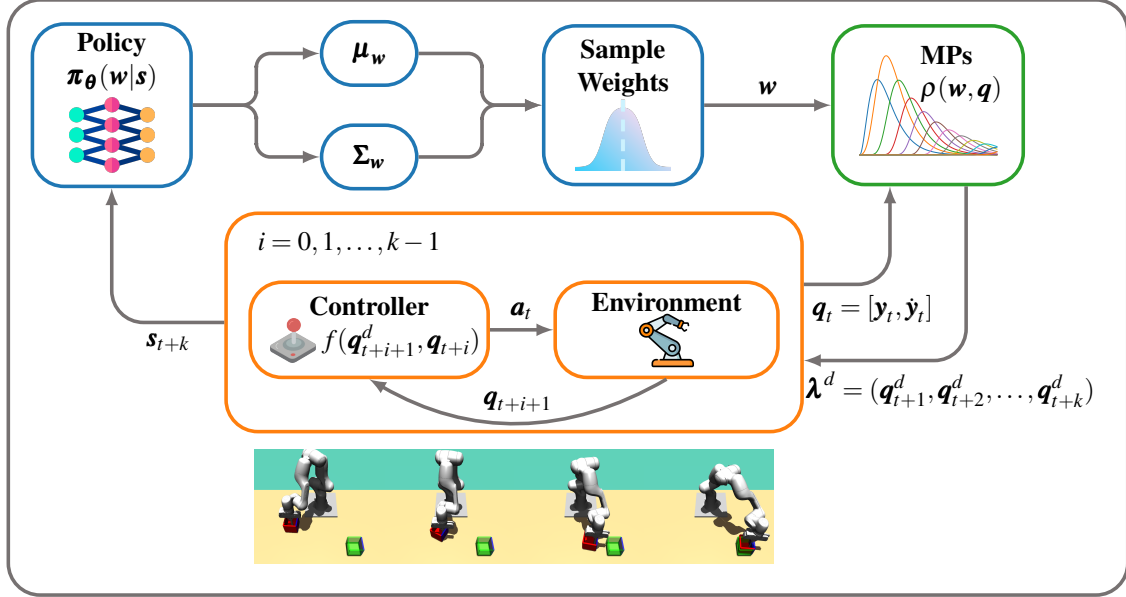 Policy
π_θ(w|s)
μ_w
Σ_w
Sample
Weights
w
MPs
ρ(w, q)
i = 0, 1, . . . , k − 1
Controller
f(q^d_{t+i+1}, q_{t+i})
a_t
Environment
q_{t+i+1}
s_{t+k}
q_t = [y_t, ẏ_t]
λ^d = (q^d_{t+1}, q^d_{t+2}, . . . , q^d_{t+k})